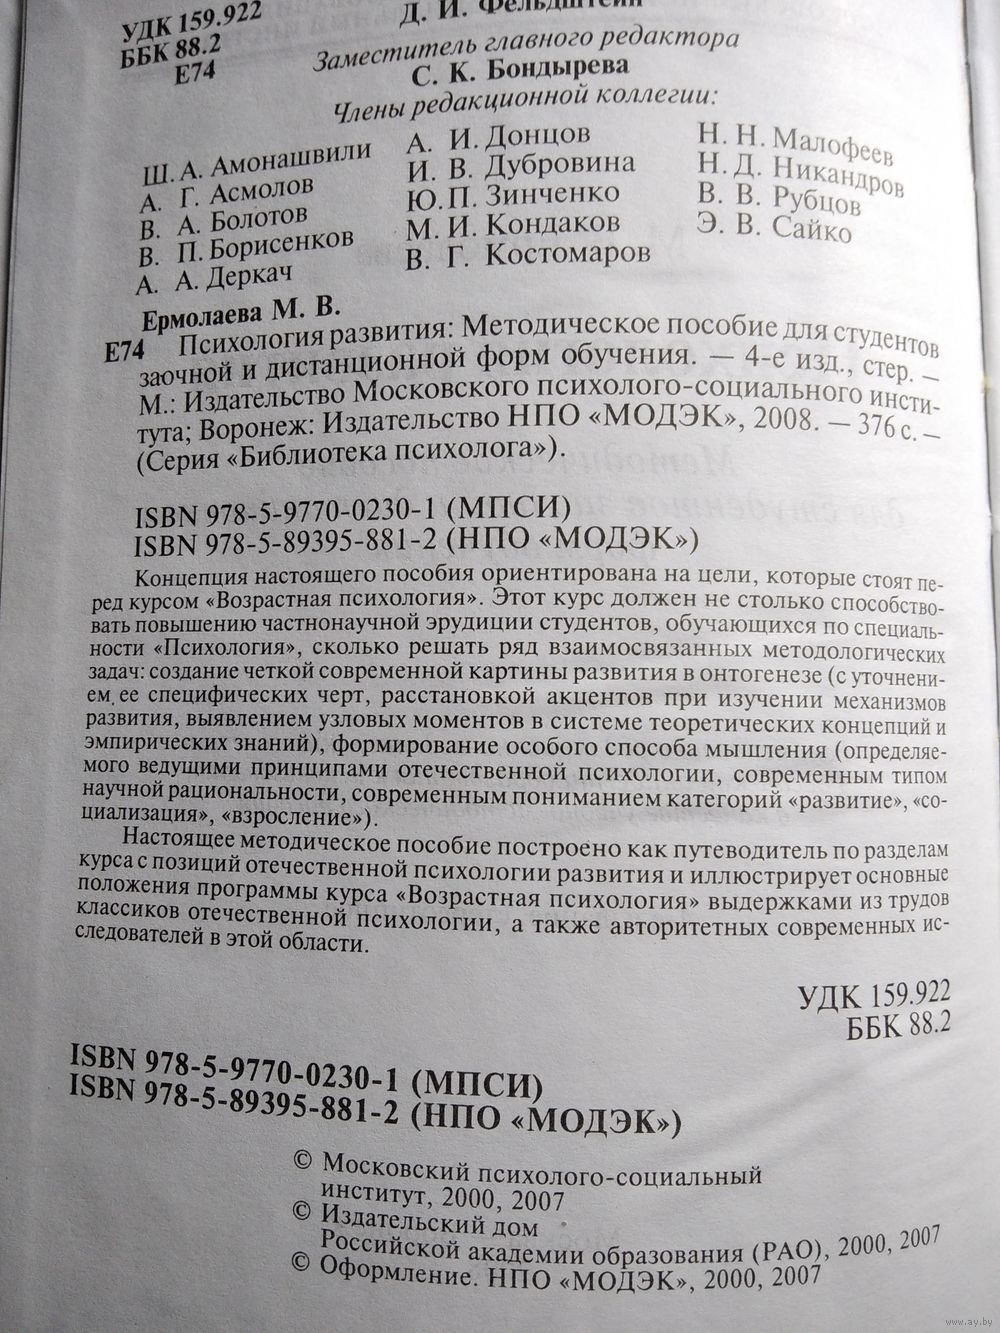 УДК 159.922
ББК 88.2
Е74
Д. И. Фельдштейн
Заместитель главного редактора
С. К. Бондырева
Члены редакционной коллегии:
Ш. А. Амонашвили
А. Г. Асмолов
В. А. Болотов
В. П. Борисенков
А. А. Деркач
А. И. Донцов
И. В. Дубровина
Ю. П. Зинченко
М. И. Кондаков
В. Г. Костомаров
Н. Н. Малофеев
Н. Д. Никандров
В. В. Рубцов
Э. В. Сайко
Ермолаева М. В.
Е74 Психология развития: Методическое пособие для студентов
заочной и дистанционной форм обучения. — 4-е изд., стер. —
М.: Издательство Московского психолого-социального инсти-
тута; Воронеж: Издательство НПО «МОДЭК», 2008. — 376 с. —
(Серия «Библиотека психолога»).
ISBN 978-5-9770-0230-1 (МПСИ)
ISBN 978-5-89395-881-2 (НПО «МОДЭК»)
Концепция настоящего пособия ориентирована на цели, которые стоят пе-
ред курсом «Возрастная психология». Этот курс должен не столько способство-
вать повышению частнонаучной эрудиции студентов, обучающихся по специаль-
ности «Психология», сколько решать ряд взаимосвязанных методологических
задач: создание четкой современной картины развития в онтогенезе (с уточнени-
ем ее специфических черт, расстановкой акцентов при изучении механизмов
развития, выявлением узловых моментов в системе теоретических концепций и
эмпирических знаний), формирование особого способа мышления (определяе-
мого ведущими принципами отечественной психологии, современным типом
научной рациональности, современным пониманием категорий «развитие», «со-
циализация», «взросление»).
Настоящее методическое пособие построено как путеводитель по разделам
курса с позиций отечественной психологии развития и иллюстрирует основные
положения программы курса «Возрастная психология» выдержками из трудов
классиков отечественной психологии, а также авторитетных современных ис-
следователей в этой области.
УДК 159.922
ББК 88.2
ISBN 978-5-9770-0230-1 (МПСИ)
ISBN 978-5-89395-881-2 (НПО «МОДЭК»)
© Московский психолого-социальный
институт, 2000, 2007
© Издательский дом
Российской академии образования (РАО), 2000, 2007
© Оформление. НПО «МОДЭК», 2000, 2007
www.ay.by